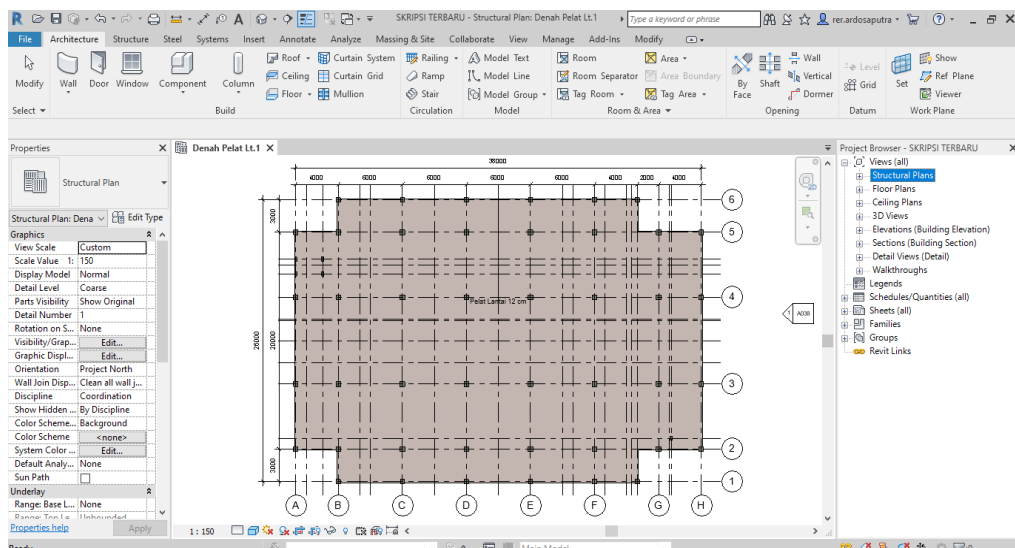 SKRIPSI TERBARU - Structural Plan: Denah Pelat Lt.1
Type a keyword or phrase
rer.ardosaputra
File Architecture Structure Steel Systems Insert Annotate Analyze Massing & Site Collaborate View Manage Add-Ins Modify
Modify Wall Door Window Component Column
Roof Curtain System Railing Model Text Room Area Wall Show
Ceiling Curtain Grid Ramp Model Line Room Separator Area Boundary Vertical Level Ref Plane
Floor Mullion Stair Model Group Tag Room Tag Area Dormer Grid Viewer
By Face Shaft Set
Select Build Circulation Model Room & Area Opening Datum Work Plane
Properties
Structural Plan
Structural Plan: Dena Edit Type
Graphics
View Scale Custom
Scale Value 1: 150
Display Model Normal
Detail Level Coarse
Parts Visibility Show Original
Detail Number 1
Rotation on S... None
Visibility/Grap... Edit...
Graphic Displ... Edit...
Orientation Project North
Wall Join Disp... Clean all wall j...
Discipline Coordination
Show Hidden ... By Discipline
Color Scheme... Background
Color Scheme <none>
System Color ... Edit...
Default Analy... None
Sun Path
Underlay
Range: Base L... None
Properties help Apply
Denah Pelat Lt.1
38000
4000 6000 6000 6000 6000 4000 2000 4000
6
3000
5
4
Pelat Lantai 12 cm
1 A038
26000
20000
3
2
3000
1
A B C D E F G H
1 : 150
Project Browser - SKRIPSI TERBARU
Views (all)
Structural Plans
Floor Plans
Ceiling Plans
3D Views
Elevations (Building Elevation)
Sections (Building Section)
Detail Views (Detail)
Walkthroughs
Legends
Schedules/Quantities (all)
Sheets (all)
Families
Groups
Revit Links